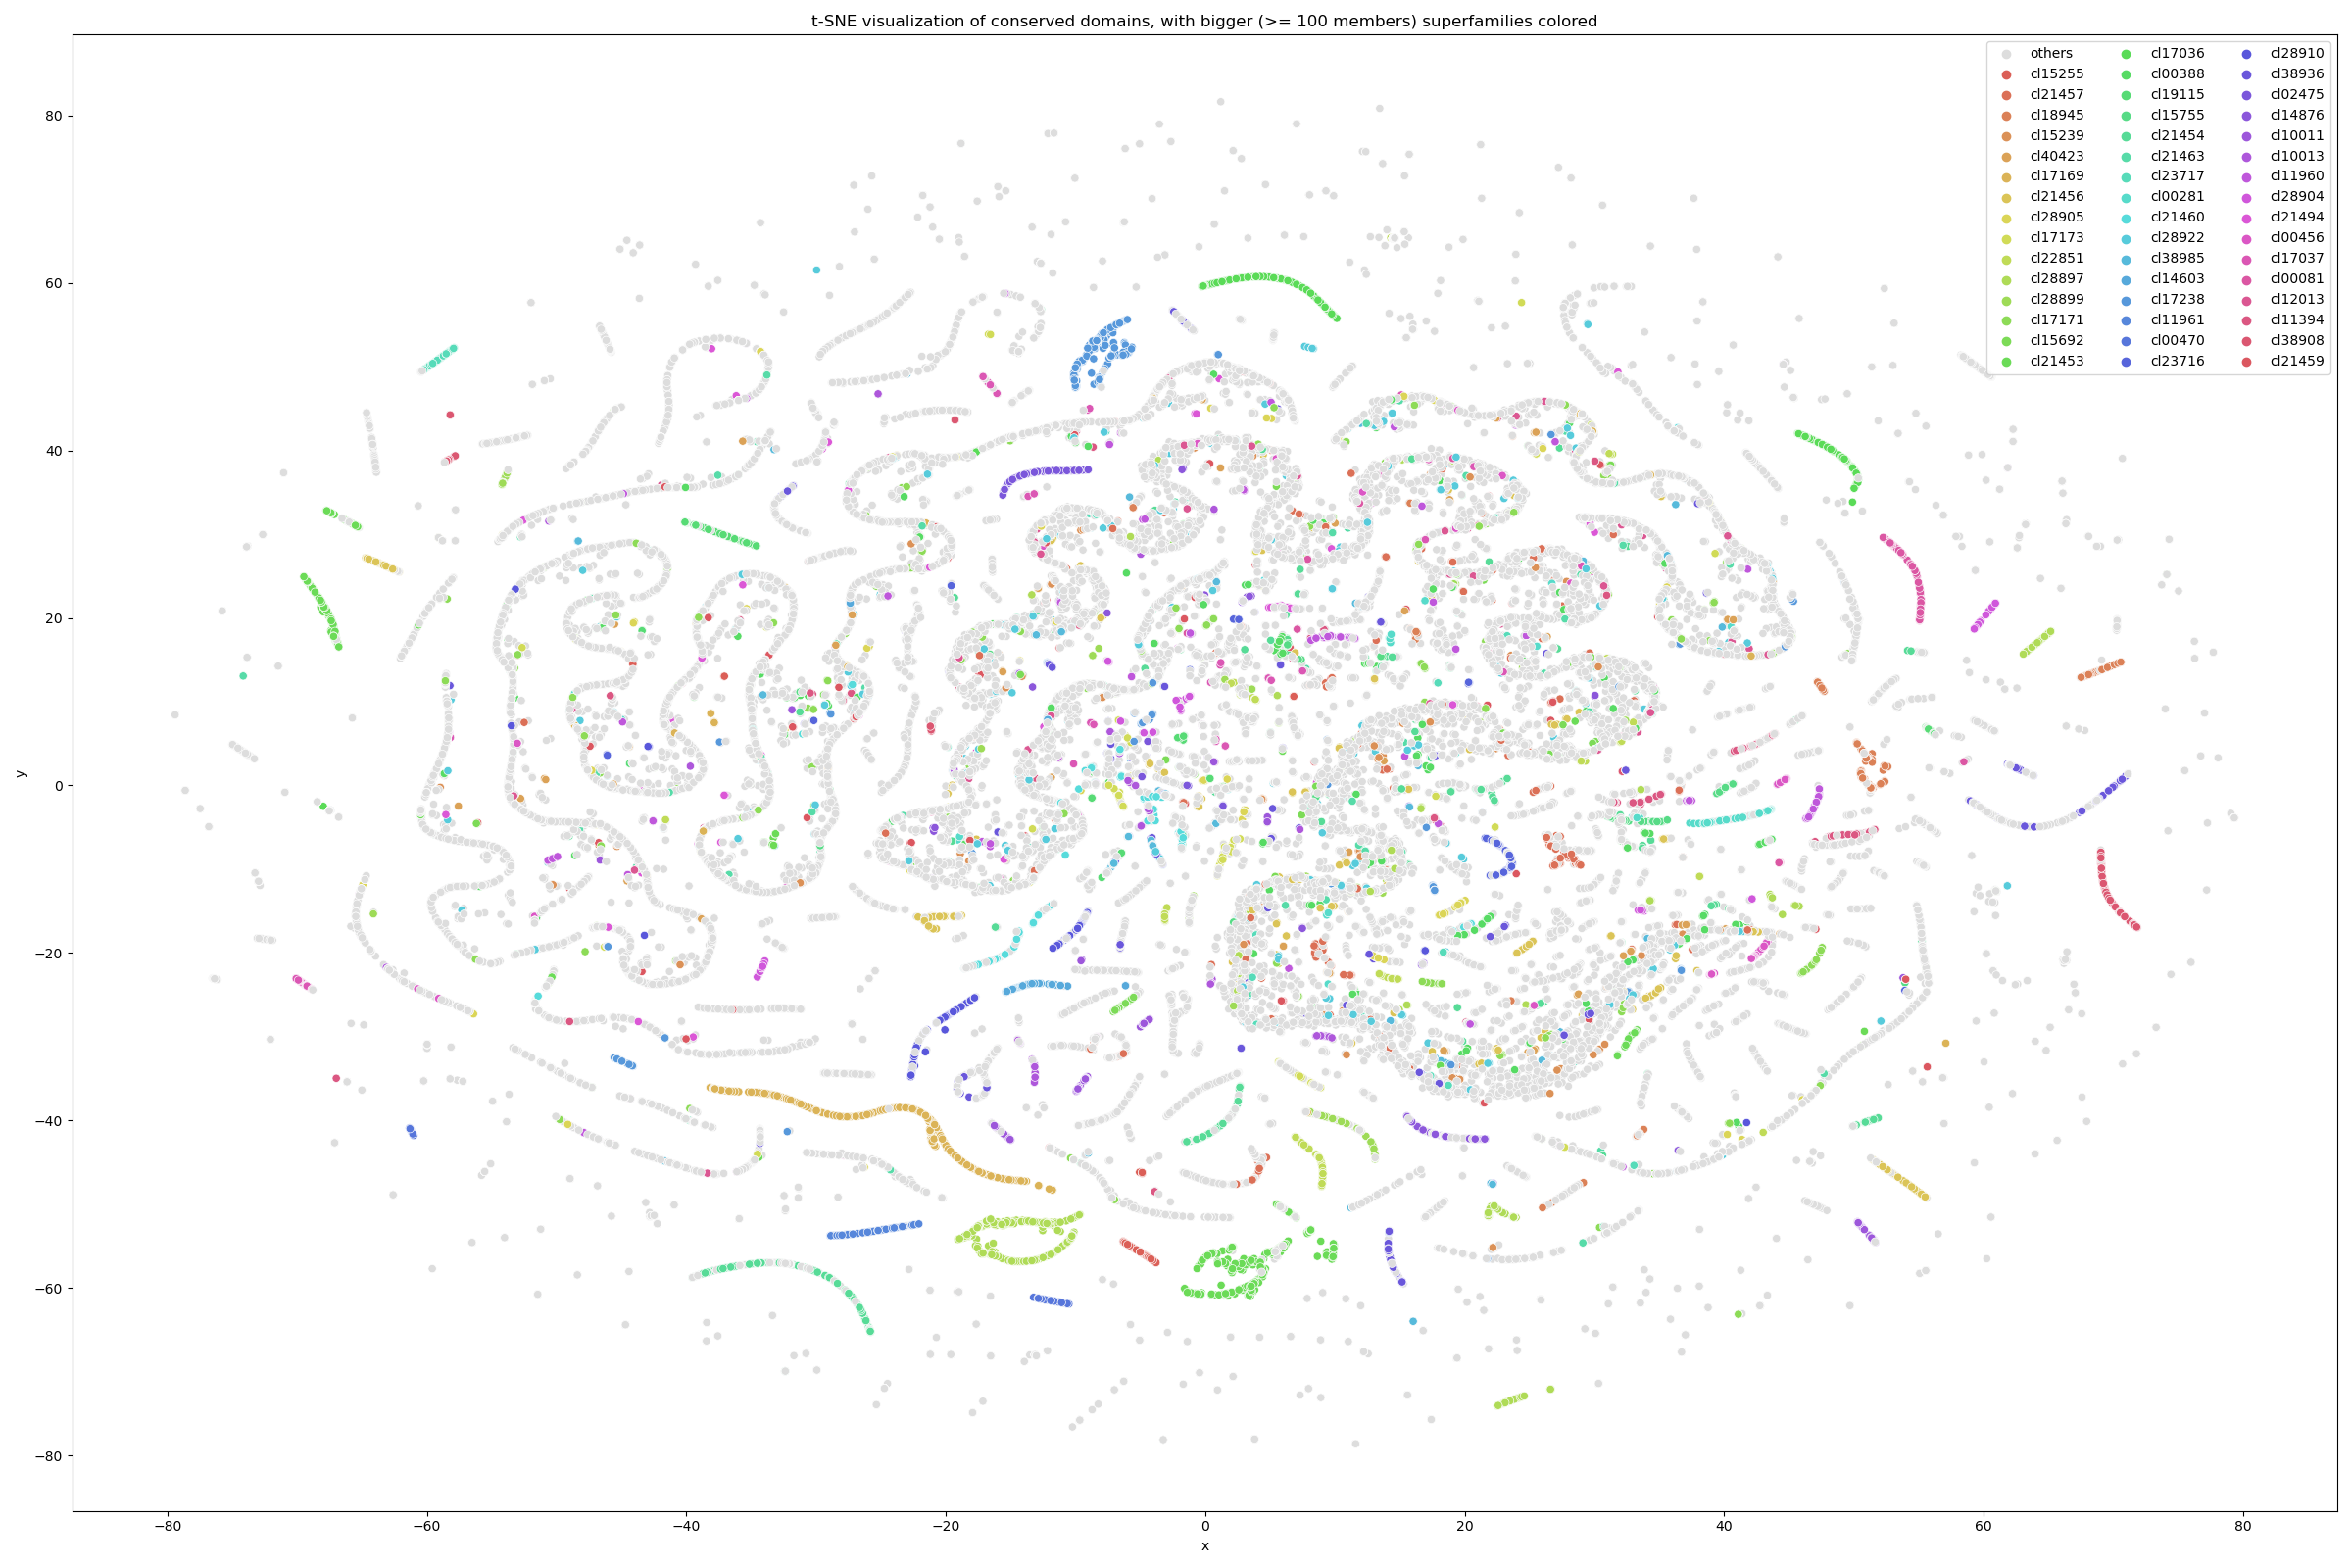 t-SNE visualization of conserved domains, with bigger (>= 100 members) superfamilies colored
others
cl15255
cl21457
cl18945
cl15239
cl40423
cl17169
cl21456
cl28905
cl17173
cl22851
cl28897
cl28899
cl17171
cl15692
cl21453
cl17036
cl00388
cl19115
cl15755
cl21454
cl21463
cl23717
cl00281
cl21460
cl28922
cl38985
cl14603
cl17238
cl11961
cl00470
cl23716
cl28910
cl38936
cl02475
cl14876
cl10011
cl10013
cl11960
cl28904
cl21494
cl00456
cl17037
cl00081
cl12013
cl11394
cl38908
cl21459
80
60
40
20
0
−20
−40
−60
−80
y
−80 −60 −40 −20 0 20 40 60 80
x